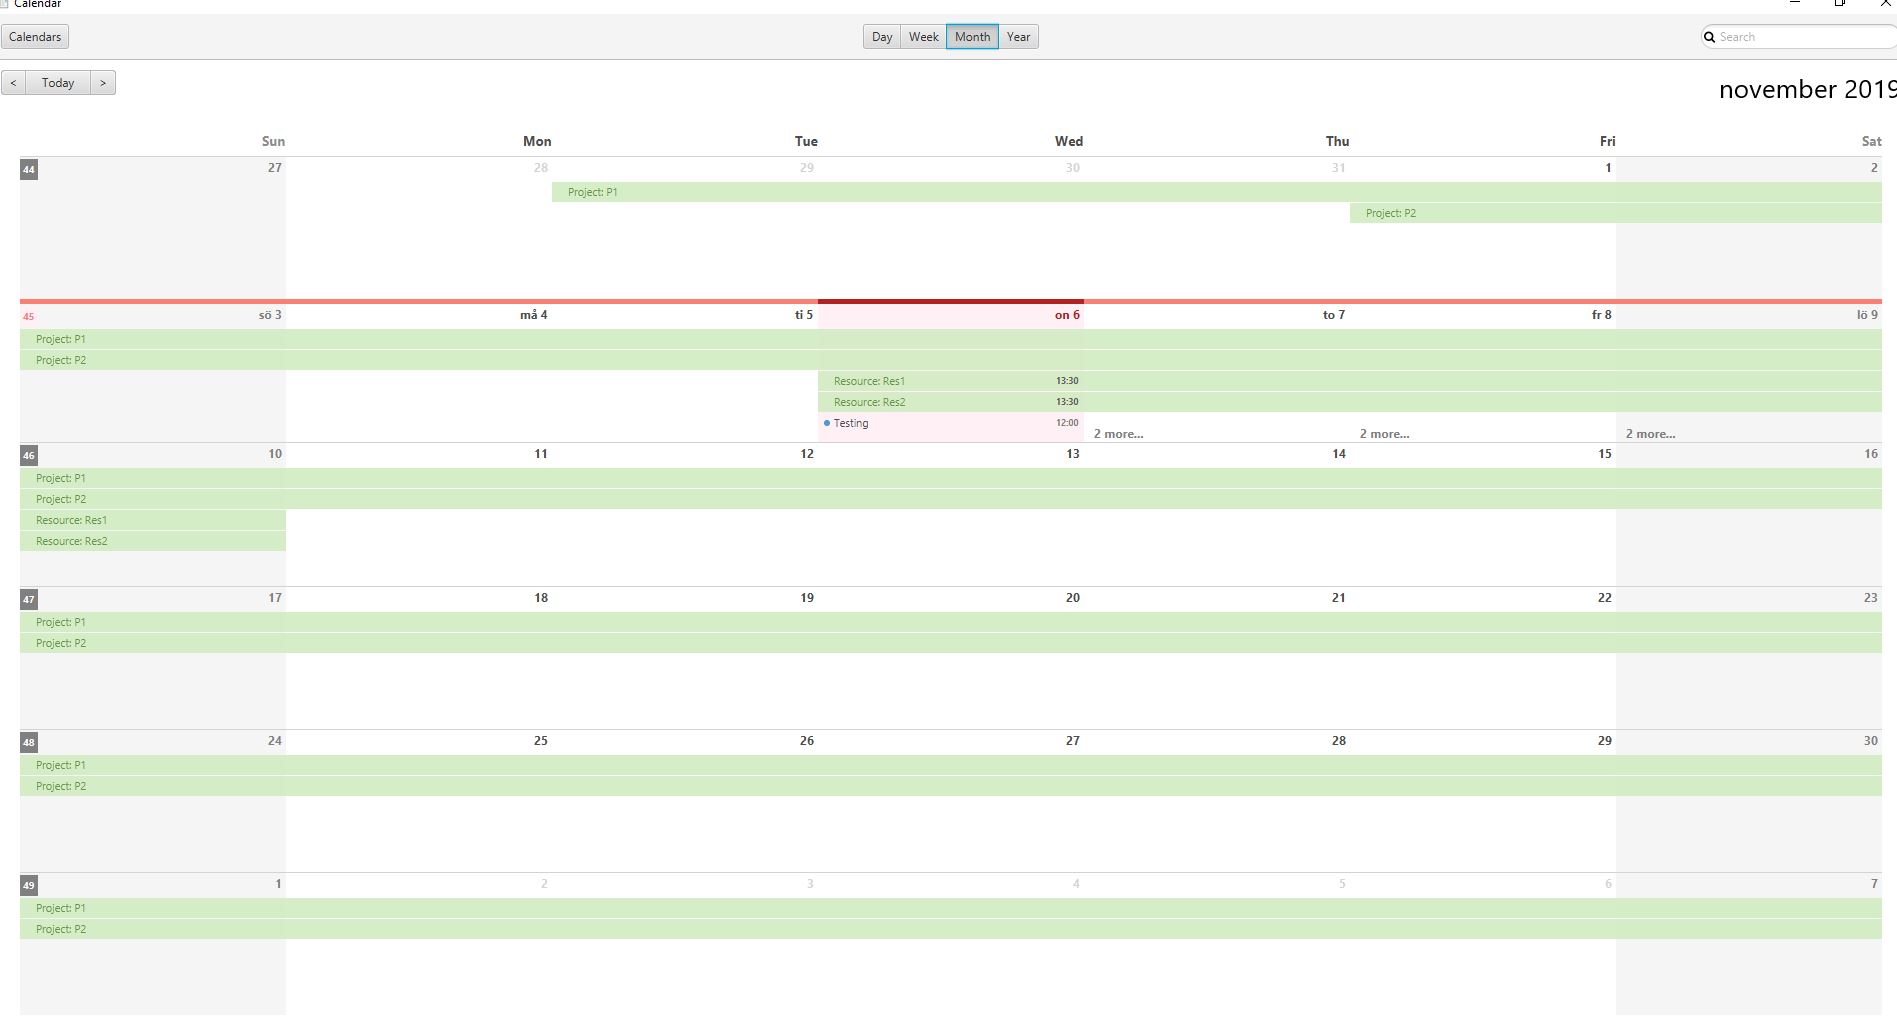 Calendar
Calendars
Day Week Month Year
Search
< Today >
november 2019
Sun Mon Tue Wed Thu Fri Sat
44 27 28 29 30 31 1 2
Project: P1
Project: P2
45 sö 3 må 4 ti 5 on 6 to 7 fr 8 lö 9
Project: P1
Project: P2
Resource: Res1 13:30
Resource: Res2 13:30
Testing 12:00
2 more... 2 more... 2 more...
46 10 11 12 13 14 15 16
Project: P1
Project: P2
Resource: Res1
Resource: Res2
47 17 18 19 20 21 22 23
Project: P1
Project: P2
48 24 25 26 27 28 29 30
Project: P1
Project: P2
49 1 2 3 4 5 6 7
Project: P1
Project: P2